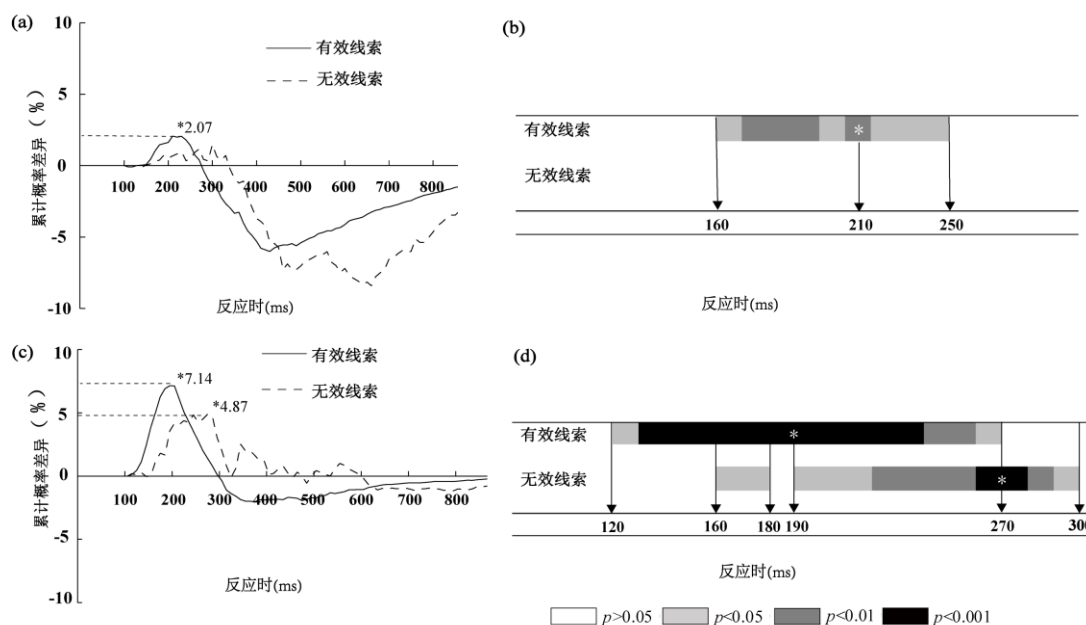 (a)
10
5
0
-5
-10
累计概率差异（%）
有效线索
无效线索
*2.07
100 200 300 400 500 600 700 800
反应时(ms)
(b)
有效线索
*
无效线索
160 210 250
反应时(ms)
(c)
10
5
0
-5
-10
累计概率差异（%）
有效线索
无效线索
*7.14
*4.87
100 200 300 400 500 600 700 800
反应时(ms)
(d)
有效线索
*
无效线索
*
120 160 180 190 270 300
反应时(ms)
p>0.05 p<0.05 p<0.01 p<0.001